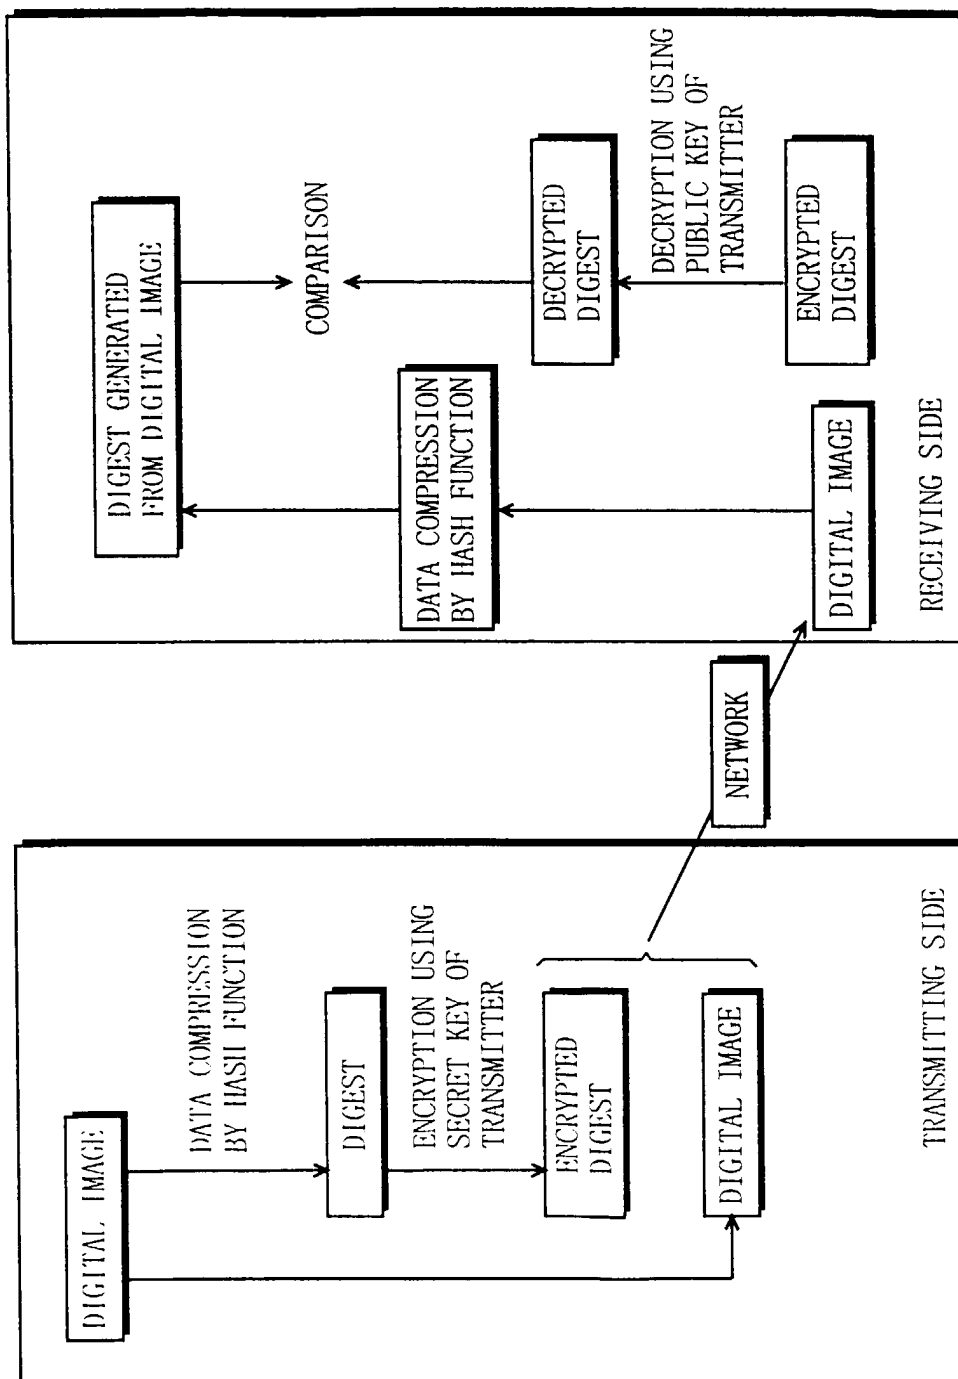 DIGITAL IMAGE
DATA COMPRESSION
BY HASH FUNCTION
DIGEST
ENCRYPTION USING
SECRET KEY OF
TRANSMITTER
ENCRYPTED
DIGEST
DIGITAL IMAGE
TRANSMITTING SIDE
NETWORK
DIGEST GENERATED
FROM DIGITAL IMAGE
COMPARISON
DATA COMPRESSION
BY HASH FUNCTION
DECRYPTED
DIGEST
DECRYPTION USING
PUBLIC KEY OF
TRANSMITTER
DIGITAL IMAGE
ENCRYPTED
DIGEST
RECEIVING SIDE